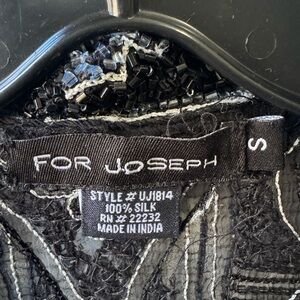 FOR JOSEPH
S
STYLE # UJ1814
100% SILK
RN # 22232
MADE IN INDIA